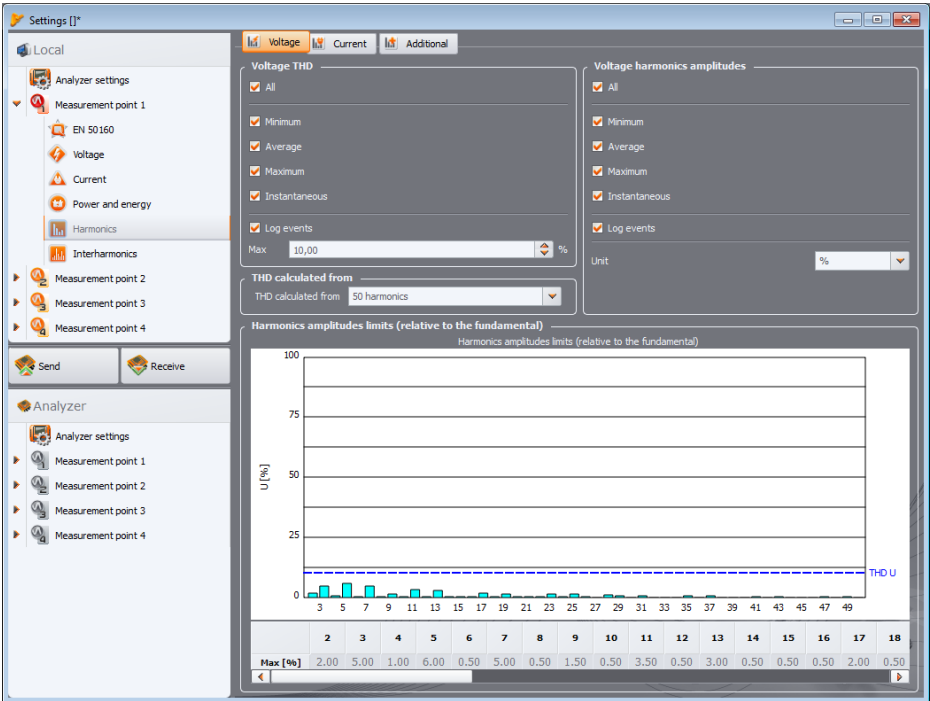 Settings []*
Local
Analyzer settings
Measurement point 1
EN 50160
Voltage
Current
Power and energy
Harmonics
Interharmonics
Measurement point 2
Measurement point 3
Measurement point 4
Send Receive
Analyzer
Analyzer settings
Measurement point 1
Measurement point 2
Measurement point 3
Measurement point 4
Voltage Current Additional
Voltage THD
All
Minimum
Average
Maximum
Instantaneous
Log events
Max 10,00 %
THD calculated from
THD calculated from 50 harmonics
Voltage harmonics amplitudes
All
Minimum
Average
Maximum
Instantaneous
Log events
Unit %
Harmonics amplitudes limits (relative to the fundamental)
Harmonics amplitudes limits (relative to the fundamental)
100
75
50
25
0
U [%]
THD U
3 5 7 9 11 13 15 17 19 21 23 25 27 29 31 33 35 37 39 41 43 45 47 49
2 3 4 5 6 7 8 9 10 11 12 13 14 15 16 17 18
Max [%] 2.00 5.00 1.00 6.00 0.50 5.00 0.50 1.50 0.50 3.50 0.50 3.00 0.50 0.50 0.50 2.00 0.50